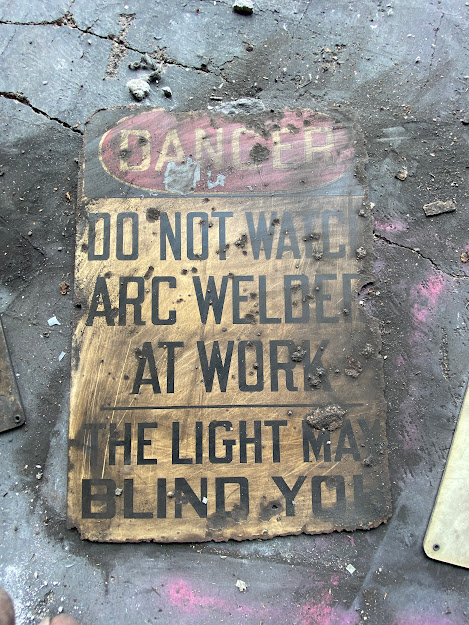 DANGER
DO NOT WATCH
ARC WELDER
AT WORK
THE LIGHT MAY
BLIND YOU